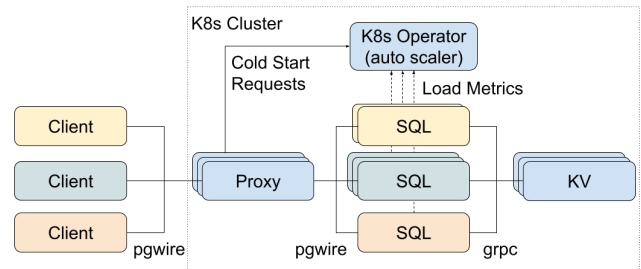 K8s Cluster
K8s Operator
(auto scaler)
Cold Start
Requests
Load Metrics
Client
SQL
Client
Proxy
SQL
KV
Client
SQL
pgwire
pgwire
grpc